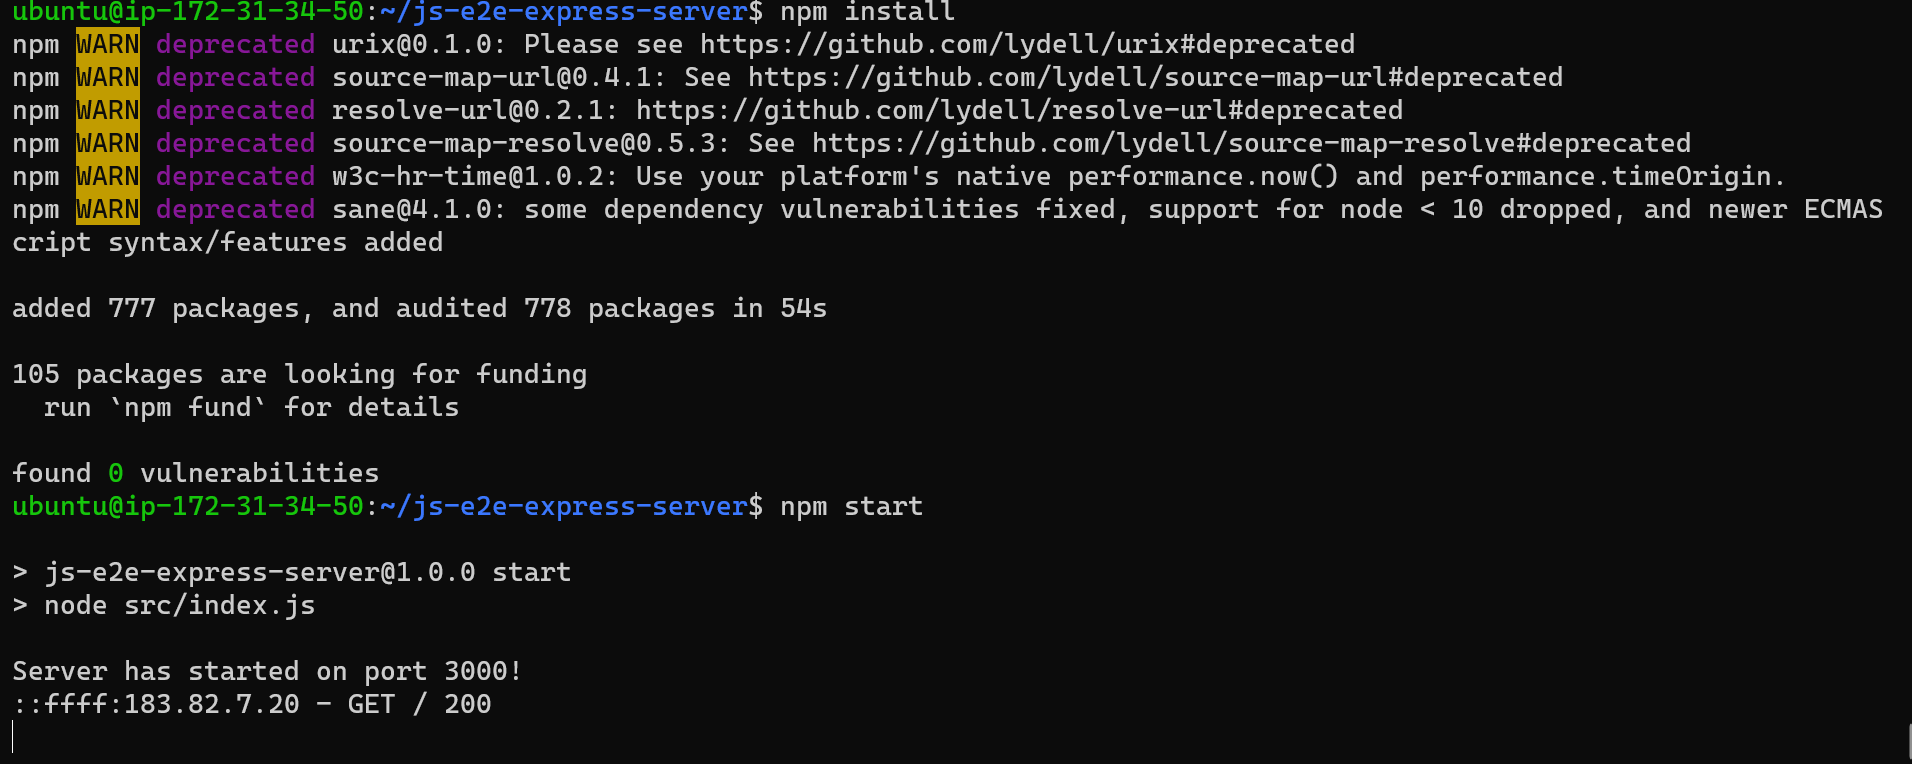 ubuntu@ip-172-31-34-50:~/js-e2e-express-server$ npm install
npm WARN deprecated urix@0.1.0: Please see https://github.com/lydell/urix#deprecated
npm WARN deprecated source-map-url@0.4.1: See https://github.com/lydell/source-map-url#deprecated
npm WARN deprecated resolve-url@0.2.1: https://github.com/lydell/resolve-url#deprecated
npm WARN deprecated source-map-resolve@0.5.3: See https://github.com/lydell/source-map-resolve#deprecated
npm WARN deprecated w3c-hr-time@1.0.2: Use your platform's native performance.now() and performance.timeOrigin.
npm WARN deprecated sane@4.1.0: some dependency vulnerabilities fixed, support for node < 10 dropped, and newer ECMAS
cript syntax/features added
added 777 packages, and audited 778 packages in 54s
105 packages are looking for funding
  run `npm fund` for details
found 0 vulnerabilities
ubuntu@ip-172-31-34-50:~/js-e2e-express-server$ npm start
> js-e2e-express-server@1.0.0 start
> node src/index.js
Server has started on port 3000!
::ffff:183.82.7.20 - GET / 200